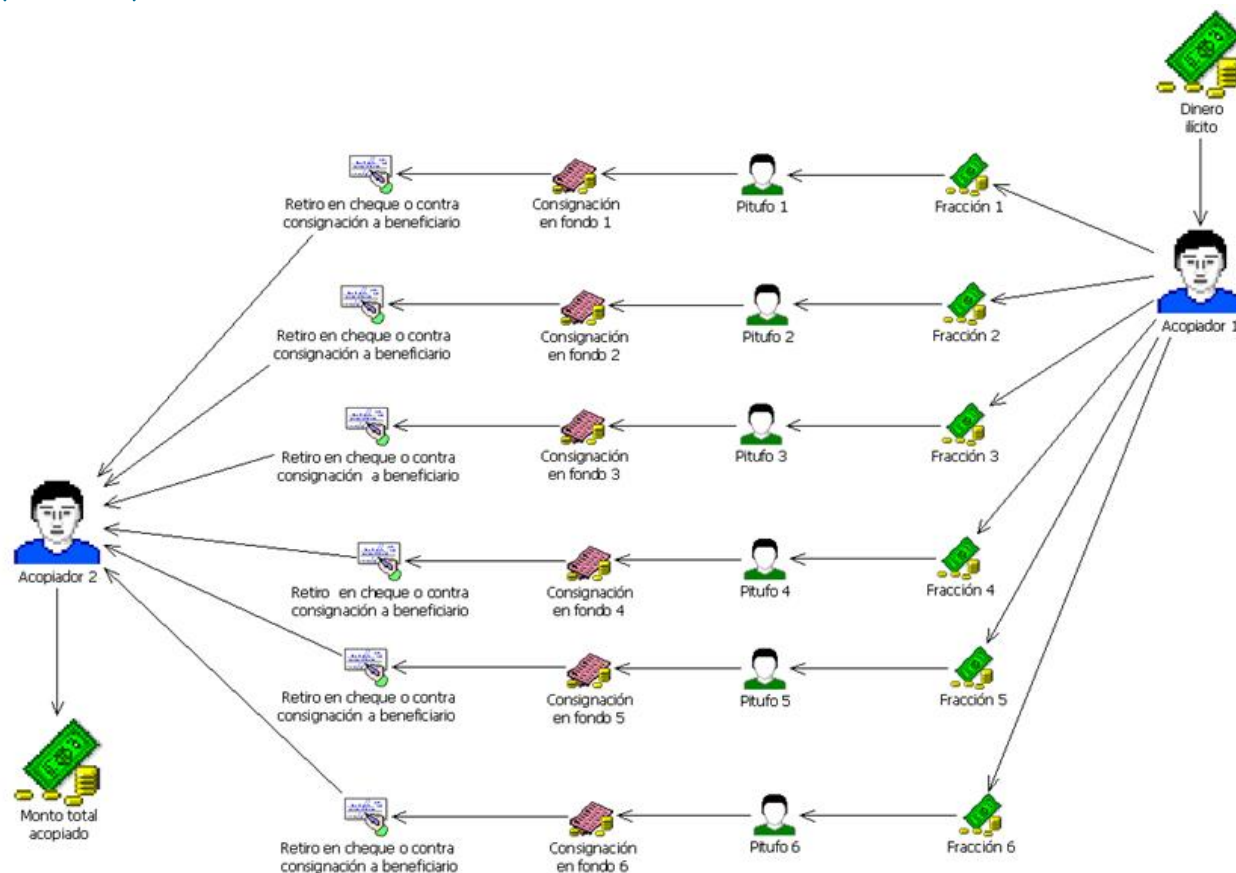 Dinero
ilícito
Retiro en cheque o contra
consignación a beneficiario
Consignación
en fondo 1
Pitufo 1
Fracción 1
Acopiador 1
Retiro en cheque o contra
consignación a beneficiario
Consignación
en fondo 2
Pitufo 2
Fracción 2
Retiro en cheque o contra
consignación a beneficiario
Consignación
en fondo 3
Pitufo 3
Fracción 3
Acopiador 2
Retiro en cheque o contra
consignación a beneficiario
Consignación
en fondo 4
Pitufo 4
Fracción 4
Retiro en cheque o contra
consignación a beneficiario
Consignación
en fondo 5
Pitufo 5
Fracción 5
Monto total
acopiado
Retiro en cheque o contra
consignación a beneficiario
Consignación
en fondo 6
Pitufo 6
Fracción 6